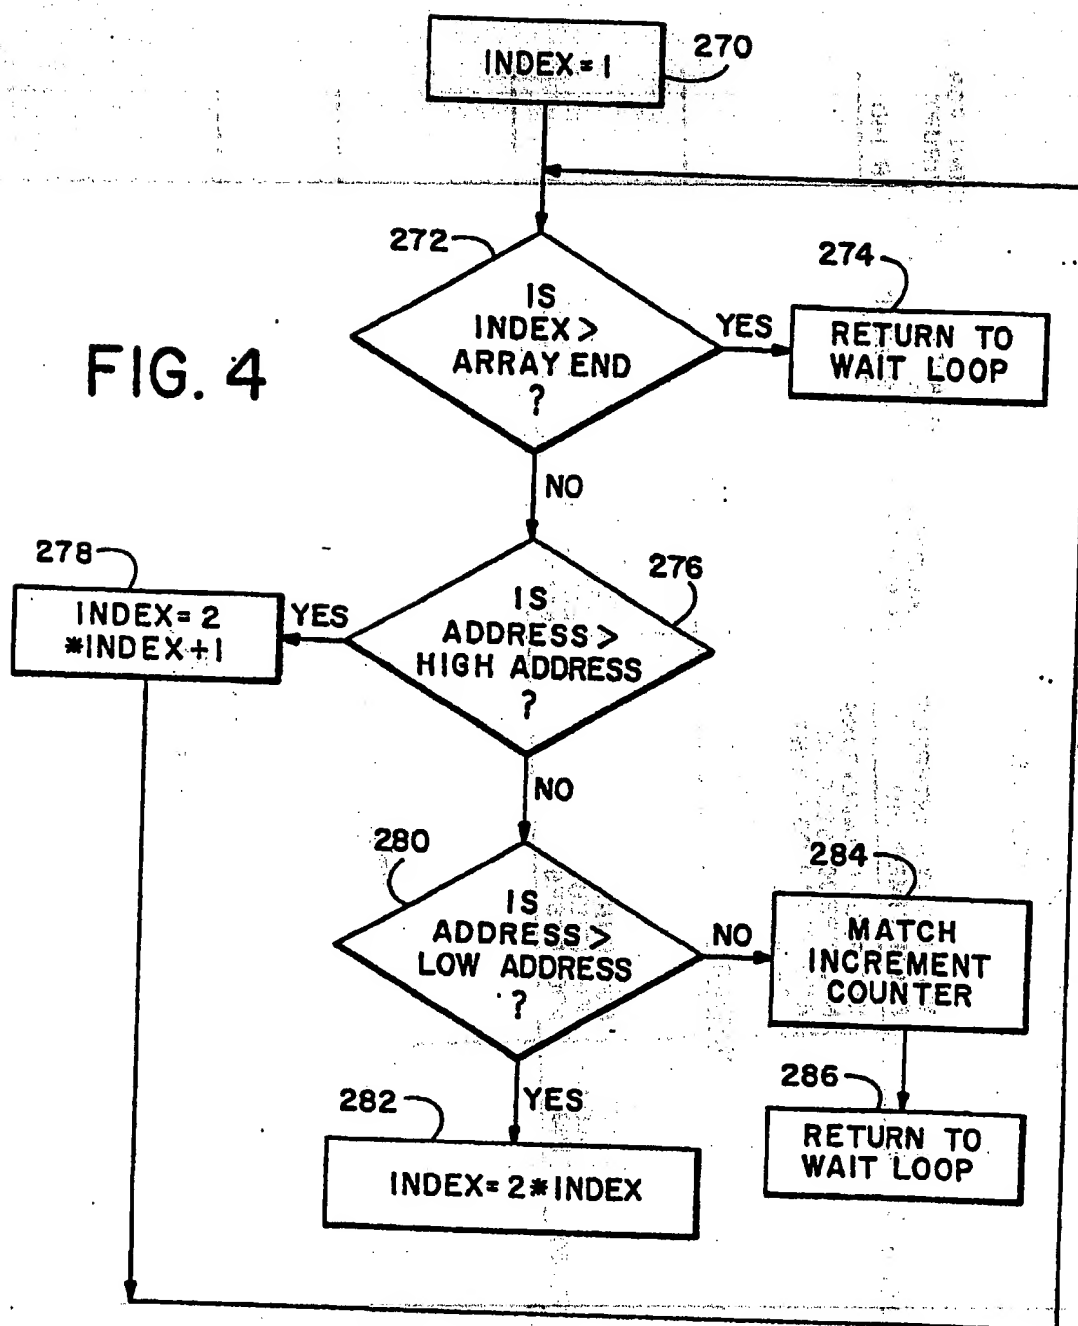 INDEX=1
270
272
IS
INDEX>
ARRAY END
?
YES
274
RETURN TO
WAIT LOOP
FIG. 4
NO
278
INDEX=2
*INDEX+1
YES
276
IS
ADDRESS>
HIGH ADDRESS
?
NO
280
IS
ADDRESS>
LOW ADDRESS
?
NO
284
MATCH
INCREMENT
COUNTER
YES
282
INDEX=2*INDEX
286
RETURN TO
WAIT LOOP